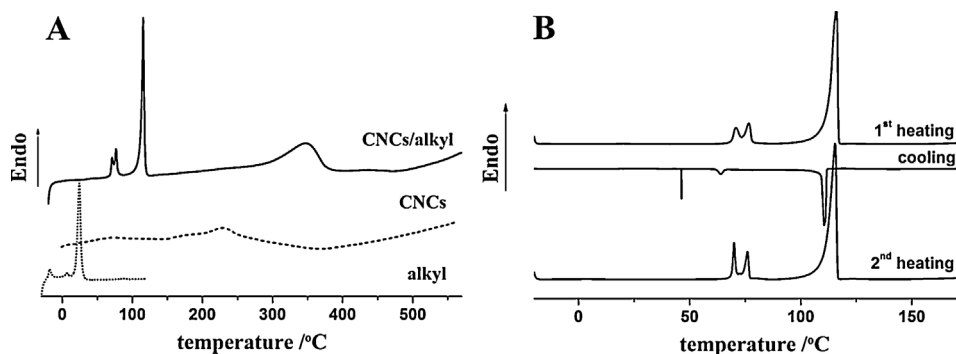 A
Endo
CNCs/alkyl
CNCs
alkyl
0 100 200 300 400 500
temperature /°C
B
Endo
1st heating
cooling
2nd heating
0 50 100 150
temperature /°C